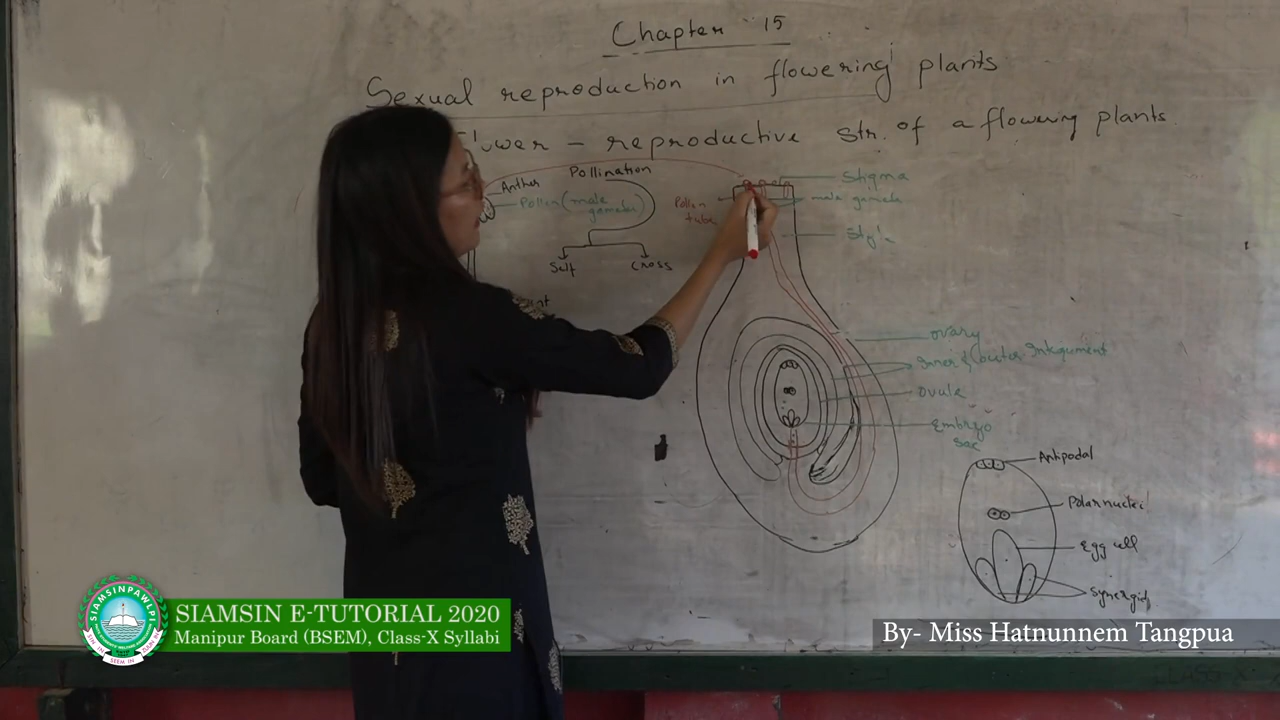 Chapter 15
Sexual reproduction in flowering plants
Flower – reproductive str. of a flowering plants.
Pollination
Anther
Pollen (male gamete)
Self
Cross
Stigma
Pollen tube
male gamete
Style
ovary
Inner & Outer Integument
Ovule
Embryo sac
Antipodal
Polar nuclei
Egg cell
Synergids
SIAMSINPAWLPI
SIAMSIN E-TUTORIAL 2020
Manipur Board (BSEM), Class-X Syllabi
By- Miss Hatnunnem Tangpua